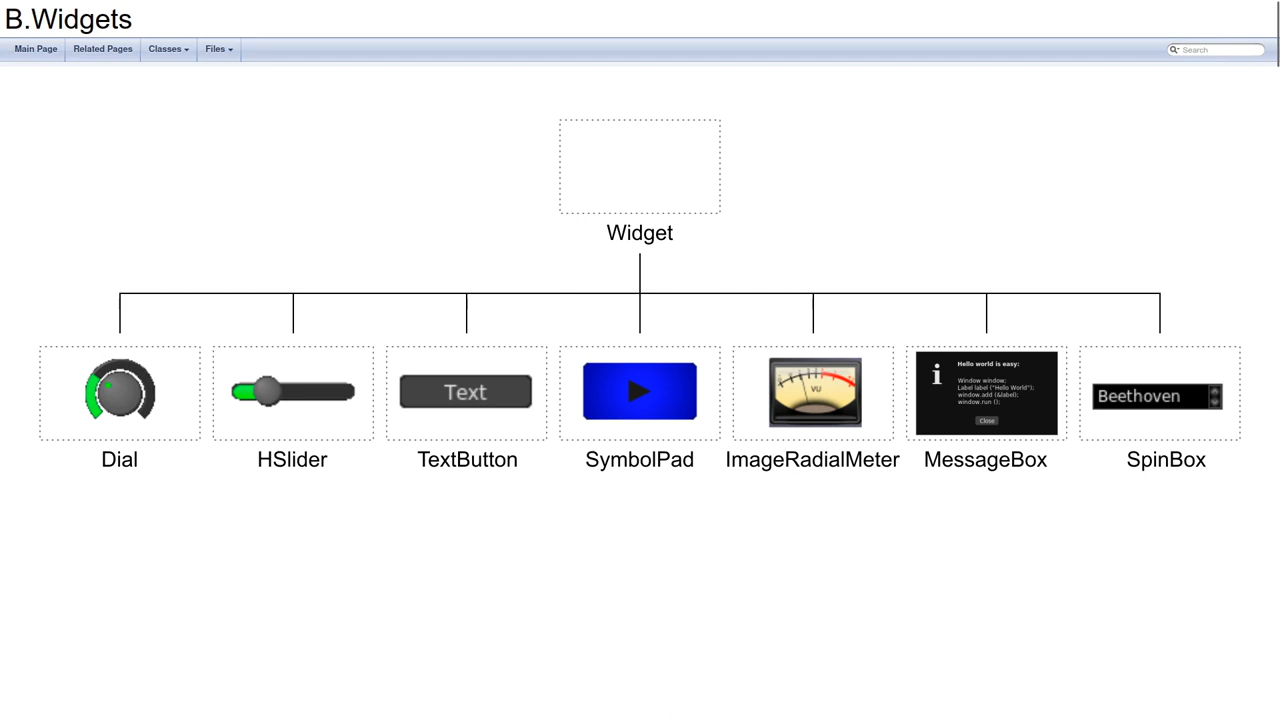 B.Widgets
Main Page
Related Pages
Classes
Files
Search
Widget
Text
VU
Hello world is easy:
Window window;
Label label ("Hello World");
window.add (&label);
window.run ();
Close
i
Beethoven
Dial
HSlider
TextButton
SymbolPad
ImageRadialMeter
MessageBox
SpinBox